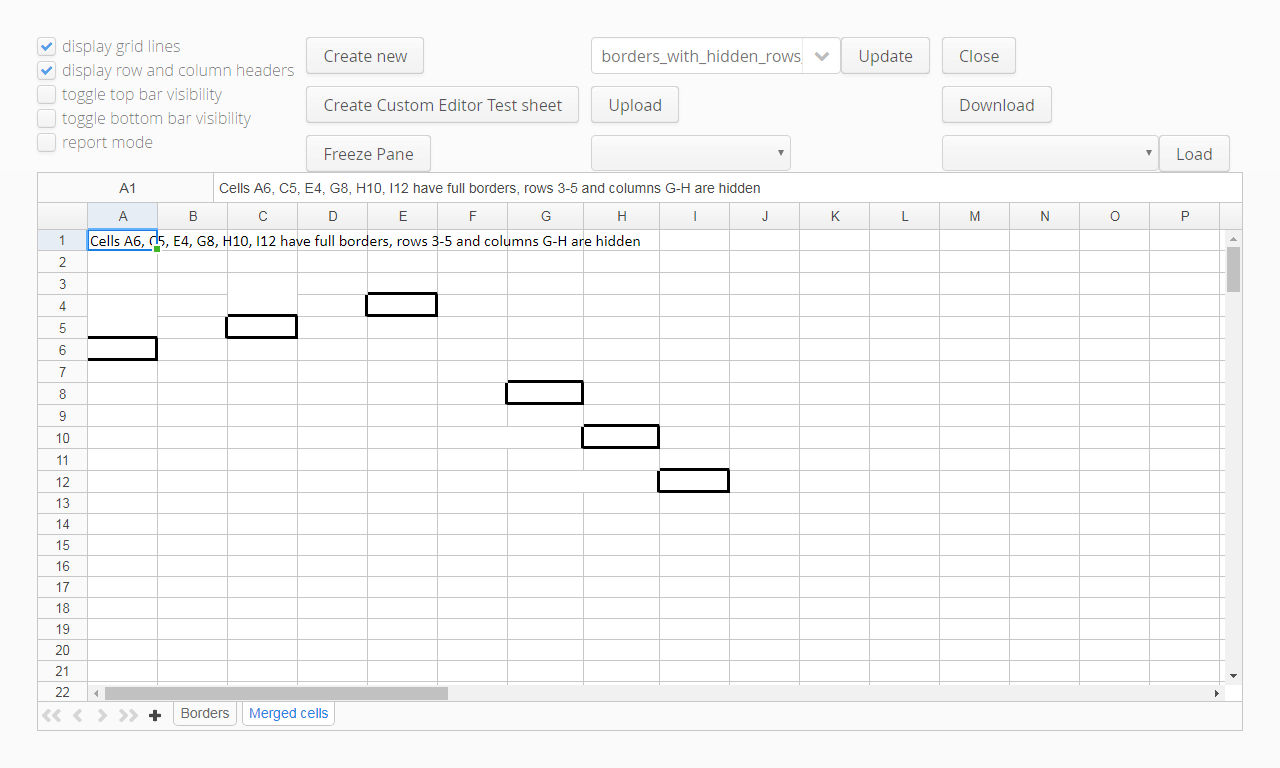 display grid lines
display row and column headers
toggle top bar visibility
toggle bottom bar visibility
report mode
Create new
borders_with_hidden_rows_
Update
Close
Create Custom Editor Test sheet
Upload
Download
Freeze Pane
Load
A1
Cells A6, C5, E4, G8, H10, I12 have full borders, rows 3-5 and columns G-H are hidden
A B C D E F G H I J K L M N O P
1 Cells A6, C5, E4, G8, H10, I12 have full borders, rows 3-5 and columns G-H are hidden
2
3
4
5
6
7
8
9
10
11
12
13
14
15
16
17
18
19
20
21
22
Borders
Merged cells